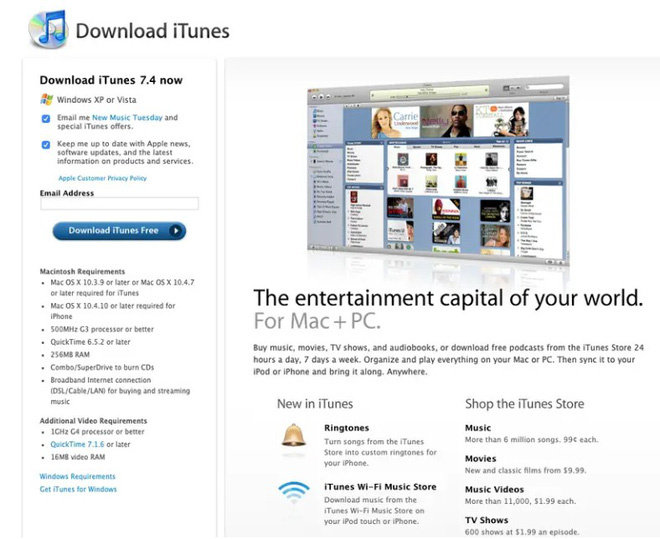 Download iTunes
Download iTunes 7.4 now
Windows XP or Vista
Email me New Music Tuesday and
special iTunes offers.
Keep me up to date with Apple news,
software updates, and the latest
information on products and services.
Apple Customer Privacy Policy
Email Address
Download iTunes Free
Macintosh Requirements
• Mac OS X 10.3.9 or later or Mac OS X 10.4.7
or later required for iTunes
• Mac OS X 10.4.10 or later required for
iPhone
• 500MHz G3 processor or better
• QuickTime 6.5.2 or later
• 256MB RAM
• Combo/SuperDrive to burn CDs
• Broadband Internet connection
(DSL/Cable/LAN) for buying and streaming
music
Additional Video Requirements
• 1GHz G4 processor or better
• QuickTime 7.1.6 or later
• 16MB video RAM
Windows Requirements
Get iTunes for Windows
Carrie
Underwood
The entertainment capital of your world.
For Mac + PC.
Buy music, movies, TV shows, and audiobooks, or download free podcasts from the iTunes Store 24
hours a day, 7 days a week. Organize and play everything on your Mac or PC. Then sync it to your
iPod or iPhone and bring it along. Anywhere.
New in iTunes
Ringtones
Turn songs from the iTunes
Store into custom ringtones for
your iPhone.
iTunes Wi-Fi Music Store
Download music from the
iTunes Wi-Fi Music Store on
your iPod touch or iPhone.
Shop the iTunes Store
Music
More than 6 million songs. 99¢ each.
Movies
New and classic films from $9.99.
Music Videos
More than 11,000, $1.99 each.
TV Shows
600 shows at $1.99 an episode.